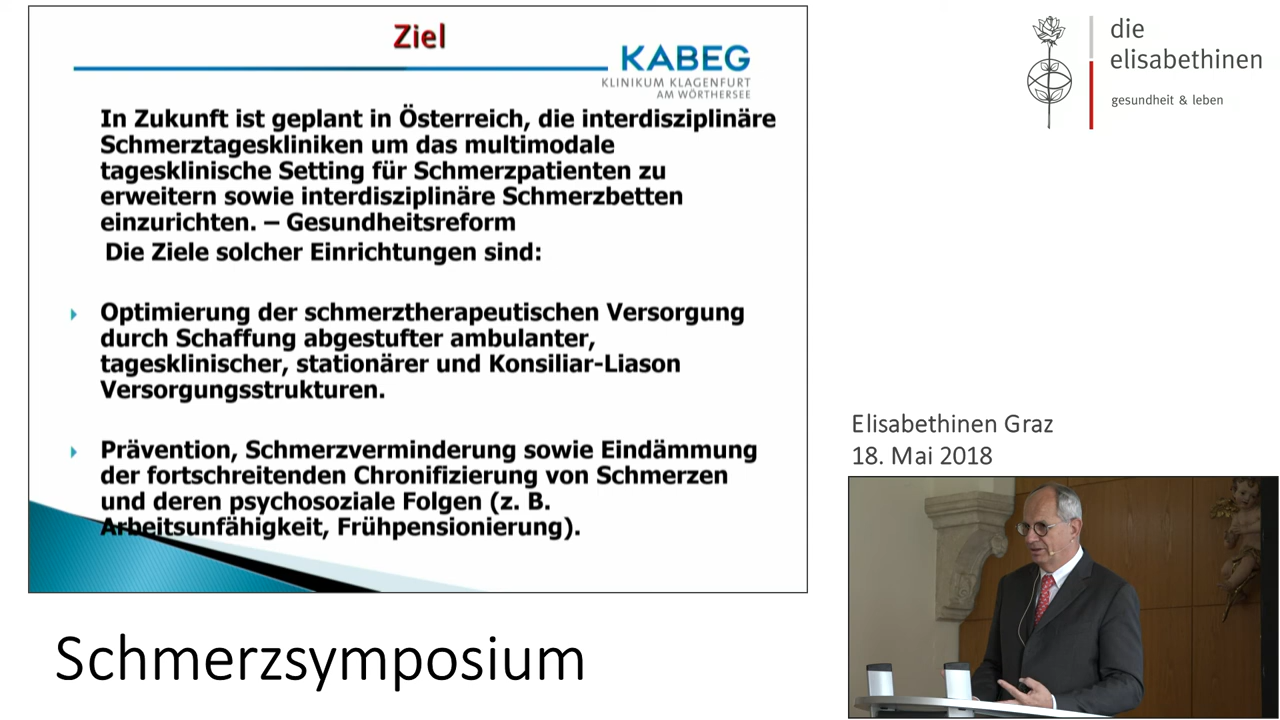 Ziel
KABEG
KLINIKUM KLAGENFURT
AM WÖRTHERSEE
In Zukunft ist geplant in Österreich, die interdisziplinäre
Schmerztageskliniken um das multimodale
tagesklinische Setting für Schmerzpatienten zu
erweitern sowie interdisziplinäre Schmerzbetten
einzurichten. – Gesundheitsreform
Die Ziele solcher Einrichtungen sind:
Optimierung der schmerztherapeutischen Versorgung
durch Schaffung abgestufter ambulanter,
tagesklinischer, stationärer und Konsiliar-Liason
Versorgungsstrukturen.
Prävention, Schmerzverminderung sowie Eindämmung
der fortschreitenden Chronifizierung von Schmerzen
und deren psychosoziale Folgen (z. B.
Arbeitsunfähigkeit, Frühpensionierung).
die
elisabethinen
gesundheit & leben
Elisabethinen Graz
18. Mai 2018
Schmerzsymposium